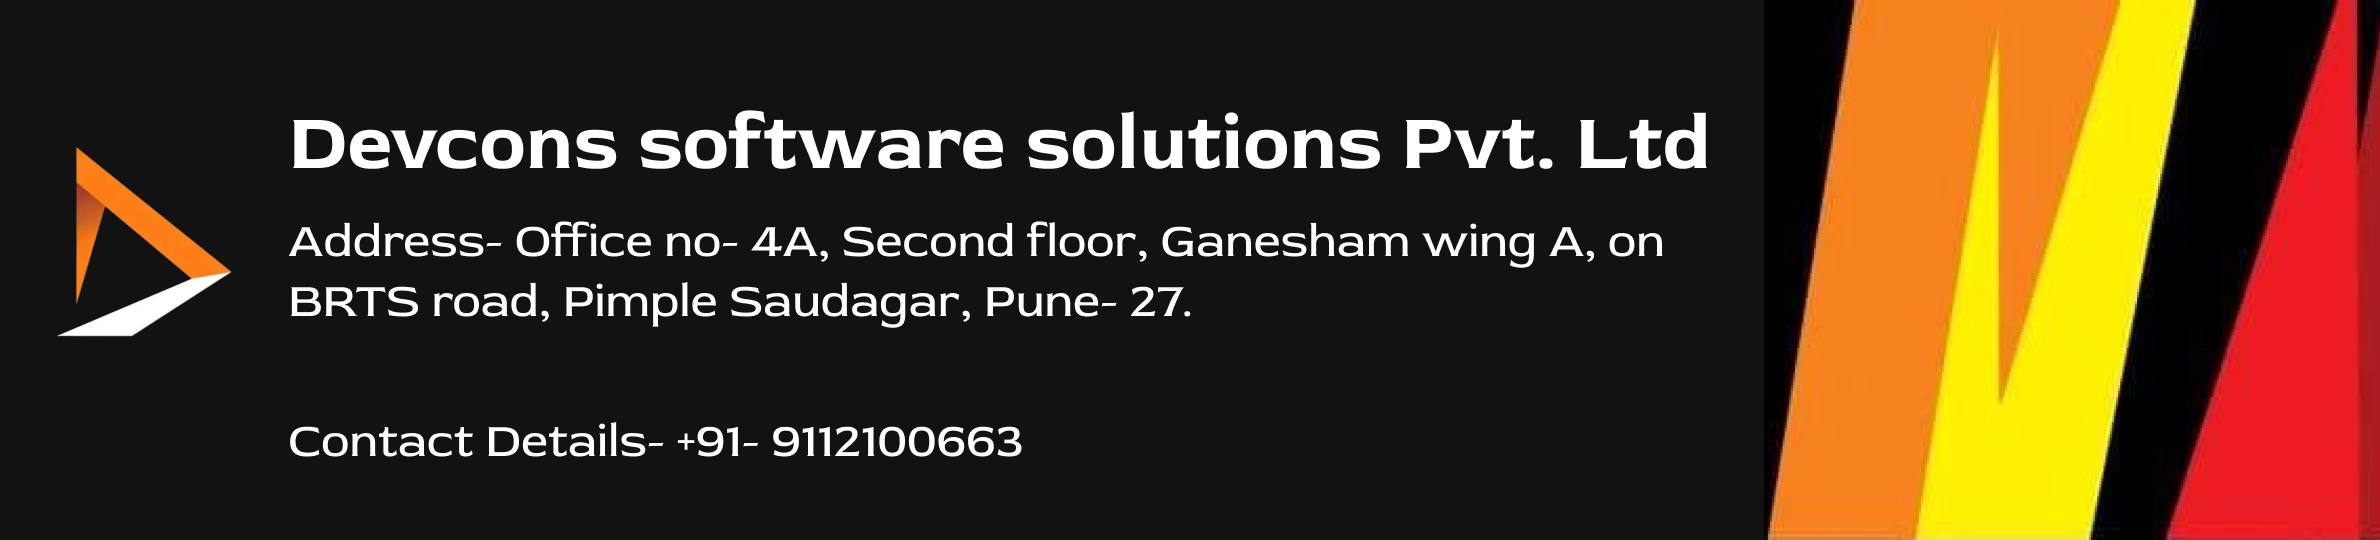 Devcons software solutions Pvt. Ltd
Address- Office no- 4A, Second floor, Ganesham wing A, on
BRTS road, Pimple Saudagar, Pune- 27.
Contact Details- +91- 9112100663